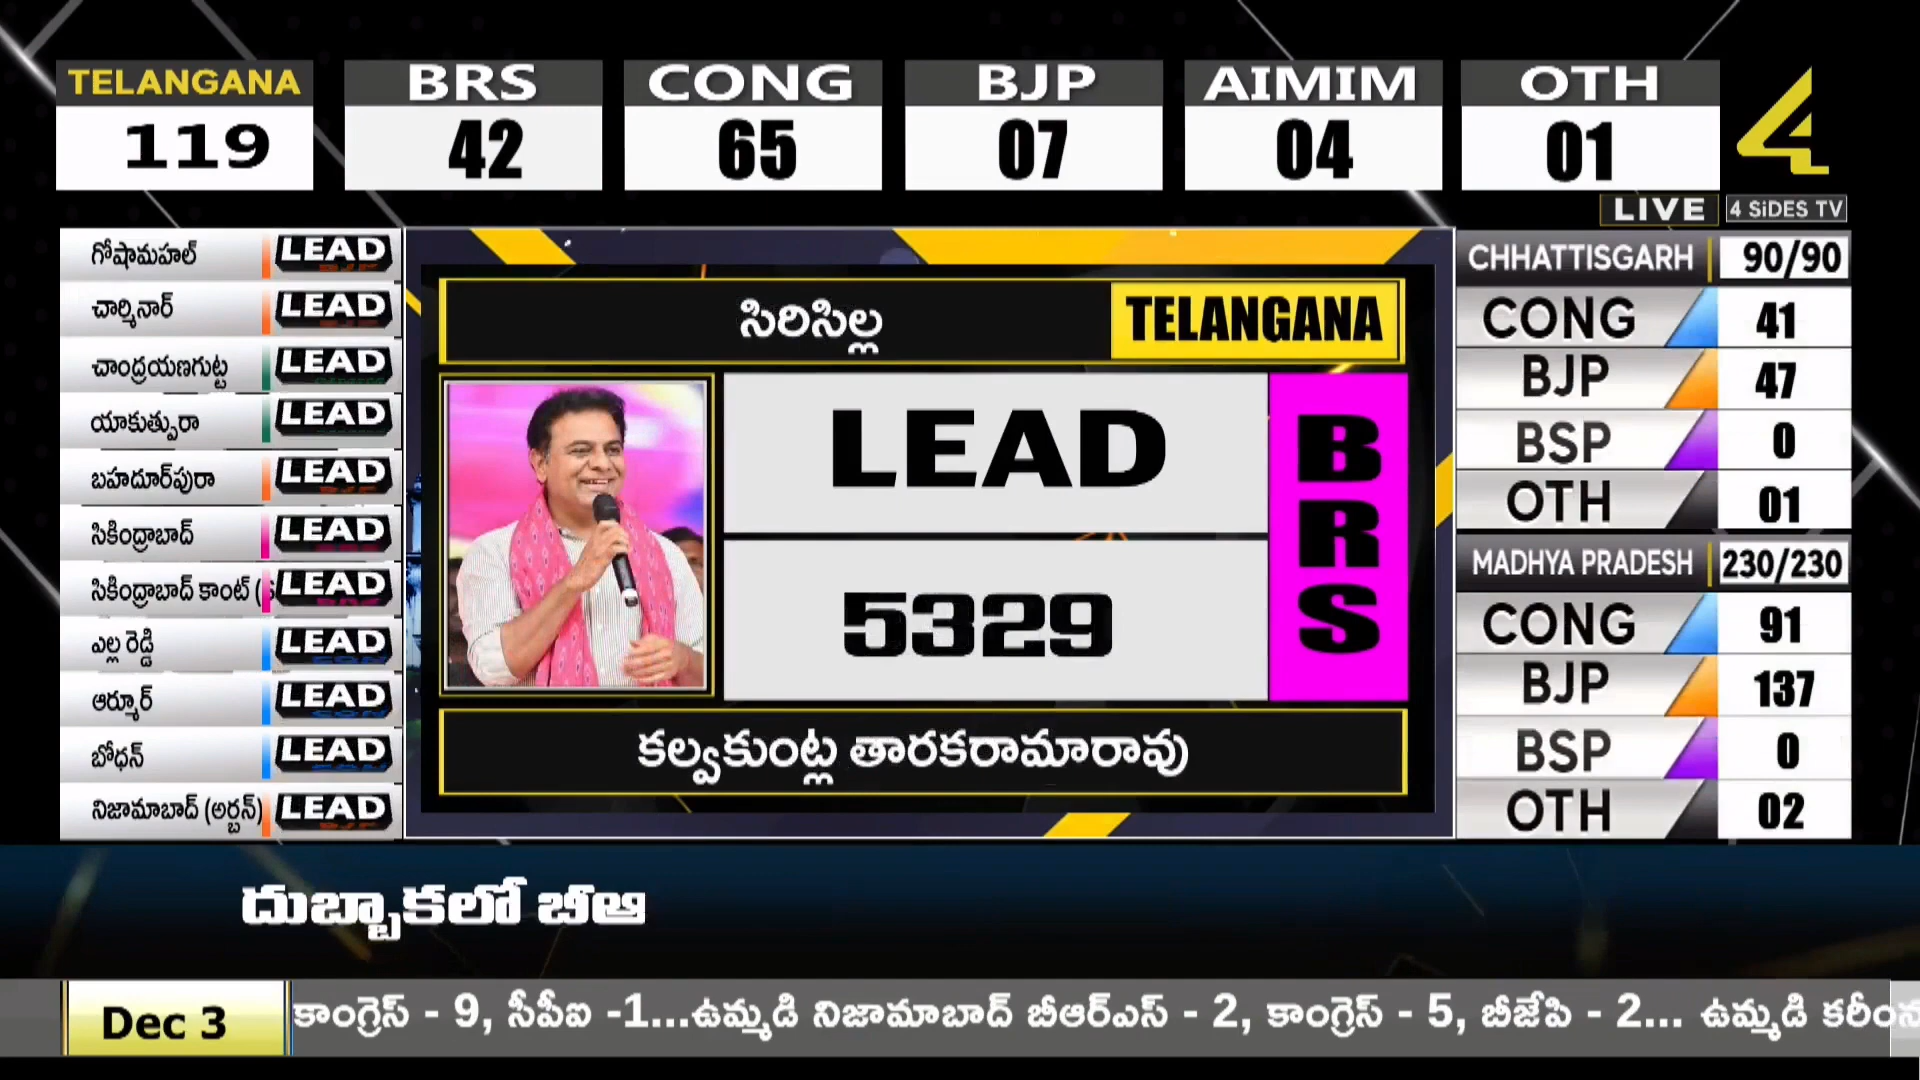 TELANGANA
119
BRS
42
CONG
65
BJP
07
AIMIM
04
OTH
01
LIVE
4 SiDES TV
గోషామహల్ LEAD
చార్మినార్ LEAD
చాంద్రయణగుట్ట LEAD
యాకుత్పురా LEAD
బహదూర్‌పురా LEAD
సికింద్రాబాద్ LEAD
సికింద్రాబాద్ కాంట్ ( LEAD
ఎల్లరెడ్డి LEAD
ఆర్మూర్ LEAD
బోధన్ LEAD
నిజామాబాద్ (అర్బన్) LEAD
సిరిసిల్ల
TELANGANA
LEAD
5329
BRS
కల్వకుంట్ల తారకరామారావు
CHHATTISGARH 90/90
CONG 41
BJP 47
BSP 0
OTH 01
MADHYA PRADESH 230/230
CONG 91
BJP 137
BSP 0
OTH 02
దుబ్బాకలో బీఆ
Dec 3
కాంగ్రెస్ - 9, సీపీఐ -1...ఉమ్మడి నిజామాబాద్ బీఆర్ఎస్ - 2, కాంగ్రెస్ - 5, బీజేపి - 2... ఉమ్మడి కరీం